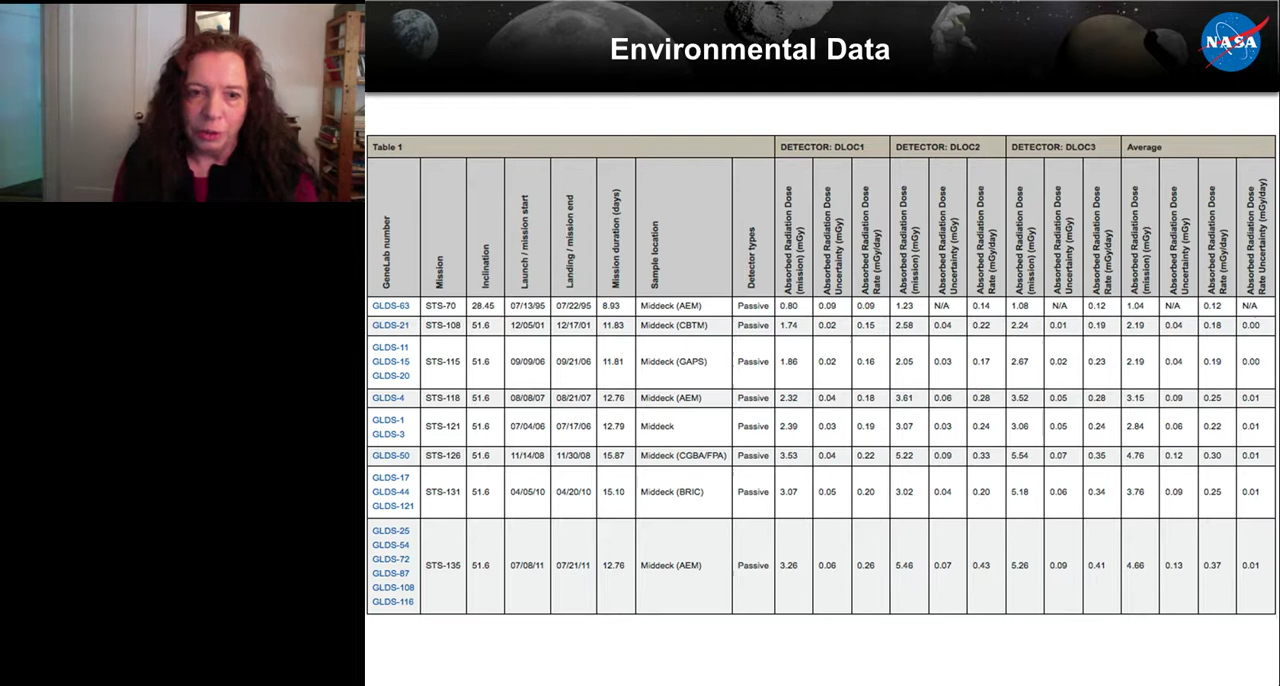 Environmental Data
NASA
Table 1 DETECTOR: DLOC1 DETECTOR: DLOC2 DETECTOR: DLOC3 Average
GeneLab number Mission Inclination Launch / mission start Landing / mission end Mission duration (days) Sample location Detector types Absorbed Radiation Dose (mission) (mGy) Absorbed Radiation Dose Uncertainty (mGy) Absorbed Radiation Dose Rate (mGy/day) Absorbed Radiation Dose (mission) (mGy) Absorbed Radiation Dose Uncertainty (mGy) Absorbed Radiation Dose Rate (mGy/day) Absorbed Radiation Dose (mission) (mGy) Absorbed Radiation Dose Uncertainty (mGy) Absorbed Radiation Dose Rate (mGy/day) Absorbed Radiation Dose (mission) (mGy) Absorbed Radiation Dose Uncertainty (mGy) Absorbed Radiation Dose Rate (mGy/day) Absorbed Radiation Dose Rate Uncertainty (mGy/day)
GLDS-63 STS-70 28.45 07/13/95 07/22/95 8.93 Middeck (AEM) Passive 0.80 0.09 0.09 1.23 N/A 0.14 1.08 N/A 0.12 1.04 N/A 0.12 N/A
GLDS-21 STS-108 51.6 12/05/01 12/17/01 11.83 Middeck (CBTM) Passive 1.74 0.02 0.15 2.58 0.04 0.22 2.24 0.01 0.19 2.19 0.04 0.18 0.00
GLDS-11
GLDS-15 STS-115 51.6 09/09/06 09/21/06 11.81 Middeck (GAPS) Passive 1.86 0.02 0.16 2.05 0.03 0.17 2.67 0.02 0.23 2.19 0.04 0.19 0.00
GLDS-20
GLDS-4 STS-118 51.6 08/08/07 08/21/07 12.76 Middeck (AEM) Passive 2.32 0.04 0.18 3.61 0.06 0.28 3.52 0.05 0.28 3.15 0.09 0.25 0.01
GLDS-1
GLDS-3 STS-121 51.6 07/04/06 07/17/06 12.79 Middeck Passive 2.39 0.03 0.19 3.07 0.03 0.24 3.06 0.05 0.24 2.84 0.06 0.22 0.01
GLDS-50 STS-126 51.6 11/14/08 11/30/08 15.87 Middeck (CGBA/FPA) Passive 3.53 0.04 0.22 5.22 0.09 0.33 5.54 0.07 0.35 4.76 0.12 0.30 0.01
GLDS-17
GLDS-44 STS-131 51.6 04/05/10 04/20/10 15.10 Middeck (BRIC) Passive 3.07 0.05 0.20 3.02 0.04 0.20 5.18 0.06 0.34 3.76 0.09 0.25 0.01
GLDS-121
GLDS-25
GLDS-54
GLDS-72
GLDS-87 STS-135 51.6 07/08/11 07/21/11 12.76 Middeck (AEM) Passive 3.26 0.06 0.26 5.46 0.07 0.43 5.26 0.09 0.41 4.66 0.13 0.37 0.01
GLDS-108
GLDS-116